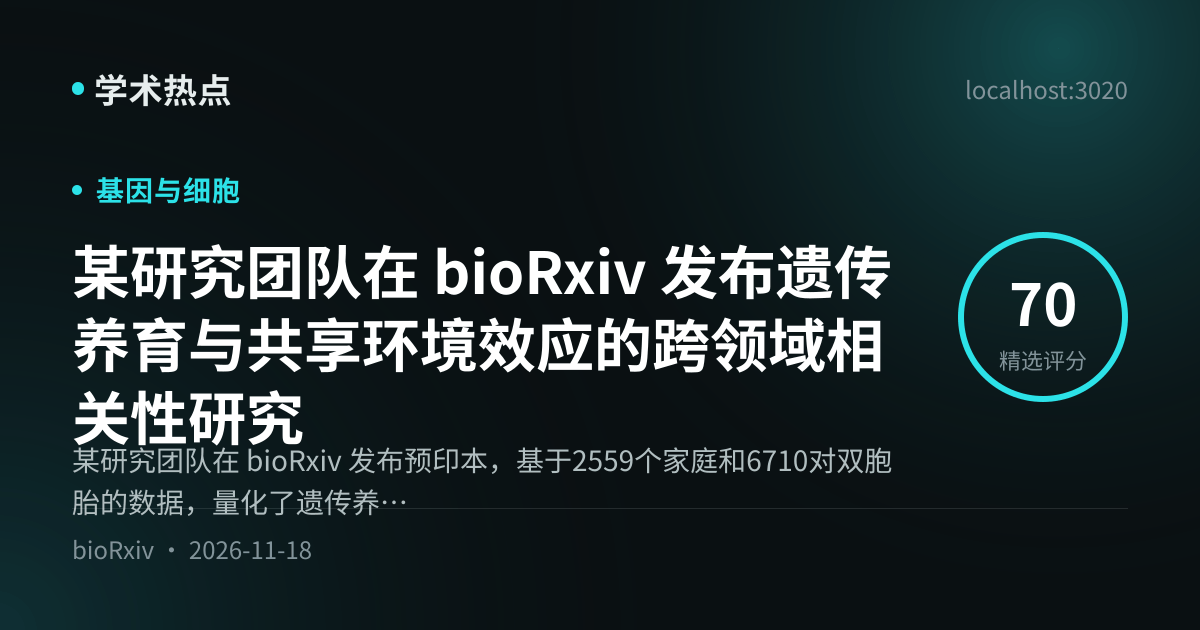 学术热点
localhost:3020
基因与细胞
某研究团队在 bioRxiv 发布遗传
养育与共享环境效应的跨领域相
关性研究
70
精选评分
某研究团队在 bioRxiv 发布预印本，基于2559个家庭和6710对双胞
胎的数据，量化了遗传养…
bioRxiv · 2026-11-18